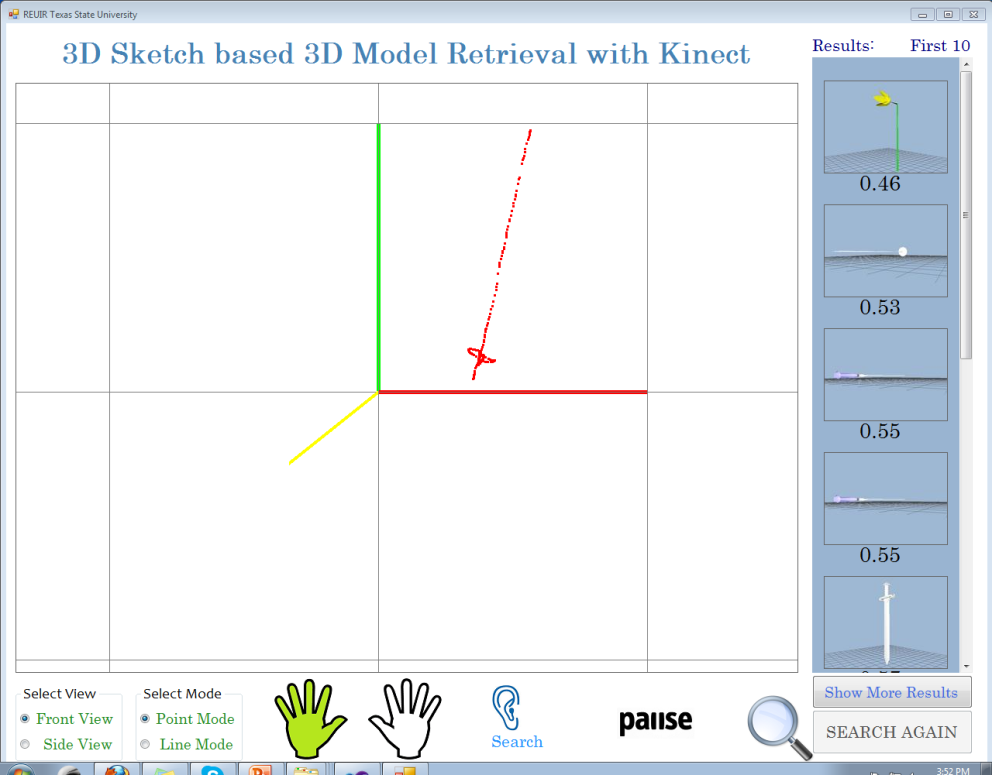 REUIR Texas State University
3D Sketch based 3D Model Retrieval with Kinect
Results: First 10
0.46
0.53
0.55
0.55
Select View
Front View
Side View
Select Mode
Point Mode
Line Mode
Search
pause
Show More Results
SEARCH AGAIN
3:52 PM